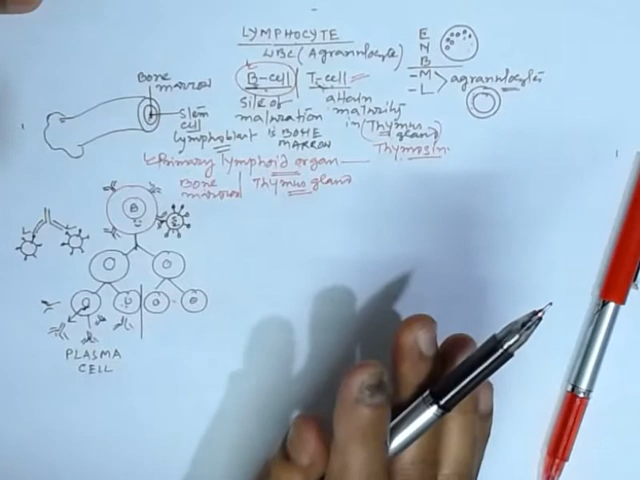 LYMPHOCYTE
WBC (Agranulocyte)
B-cell | T-cell
site of maturation is BONE MARROW
attain maturity in (Thymus gland)
Thymosin
E
N
B
-M
-L
agranulocytes
Bone marrow
Stem cell
Lymphoblast
Primary lymphoid organ
Bone marrow | Thymus gland
B
PLASMA
CELL